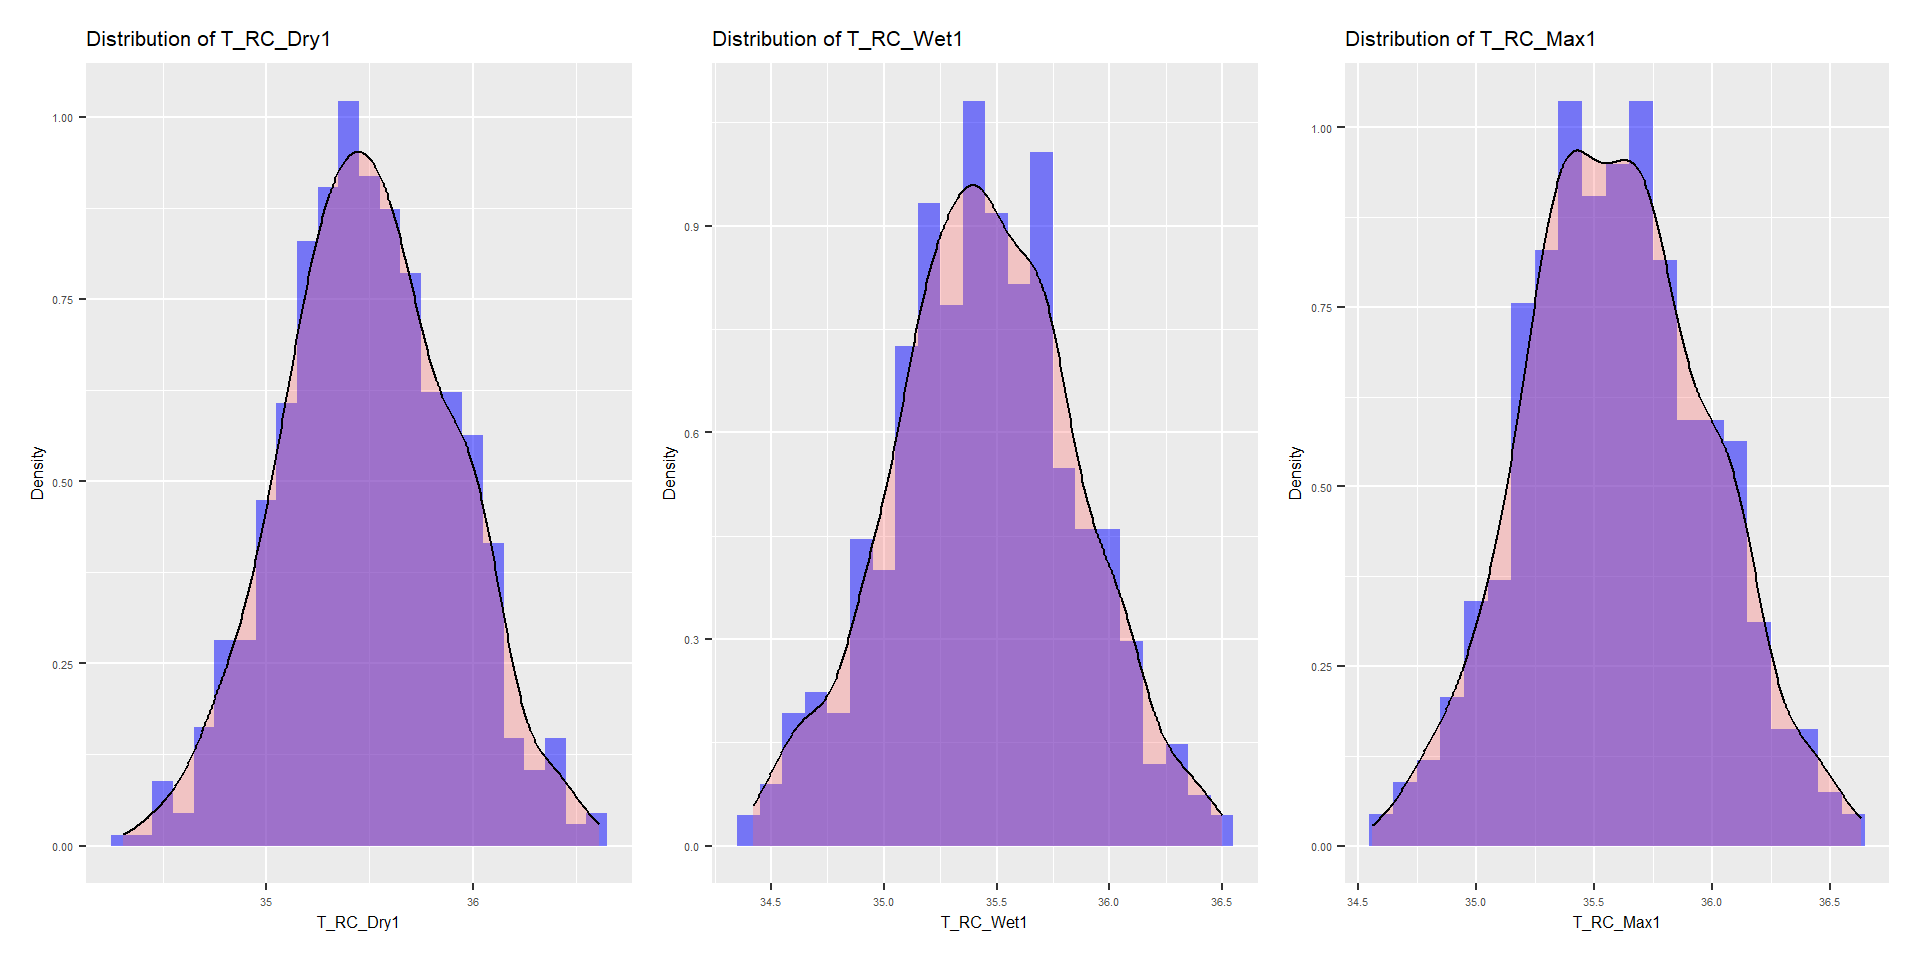 Distribution of T_RC_Dry1
Distribution of T_RC_Wet1
Distribution of T_RC_Max1
Density
1.00
0.75
0.50
0.25
0.00
35
36
T_RC_Dry1
Density
0.9
0.6
0.3
0.0
34.5
35.0
35.5
36.0
36.5
T_RC_Wet1
Density
1.00
0.75
0.50
0.25
0.00
34.5
35.0
35.5
36.0
36.5
T_RC_Max1